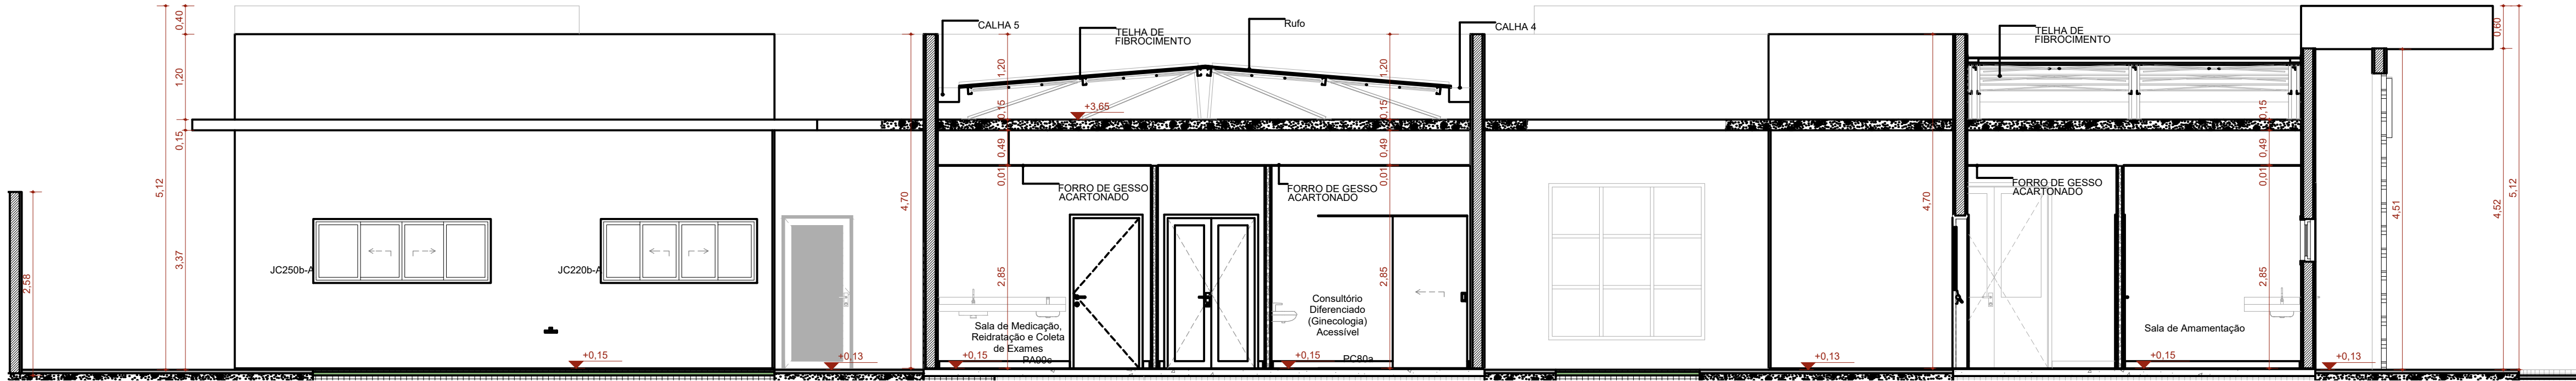 0,40
1,20
0,15
5,12
3,37
2,58
JC250b-A
JC220b-A
+0,15
+0,13
4,70
CALHA 5
TELHA DE
FIBROCIMENTO
Rufo
CALHA 4
1,20
0,15
+3,65
0,49
0,01
FORRO DE GESSO
ACARTONADO
2,85
Sala de Medicação,
Reidratação e Coleta
de Exames
PA90c
+0,15
1,20
0,15
0,49
0,01
FORRO DE GESSO
ACARTONADO
2,85
Consultório
Diferenciado
(Ginecologia)
Acessível
PC80a
+0,15
+0,13
4,70
TELHA DE
FIBROCIMENTO
0,15
0,49
0,01
FORRO DE GESSO
ACARTONADO
2,85
Sala de Amamentação
+0,15
+0,13
4,51
0,60
4,52
5,12